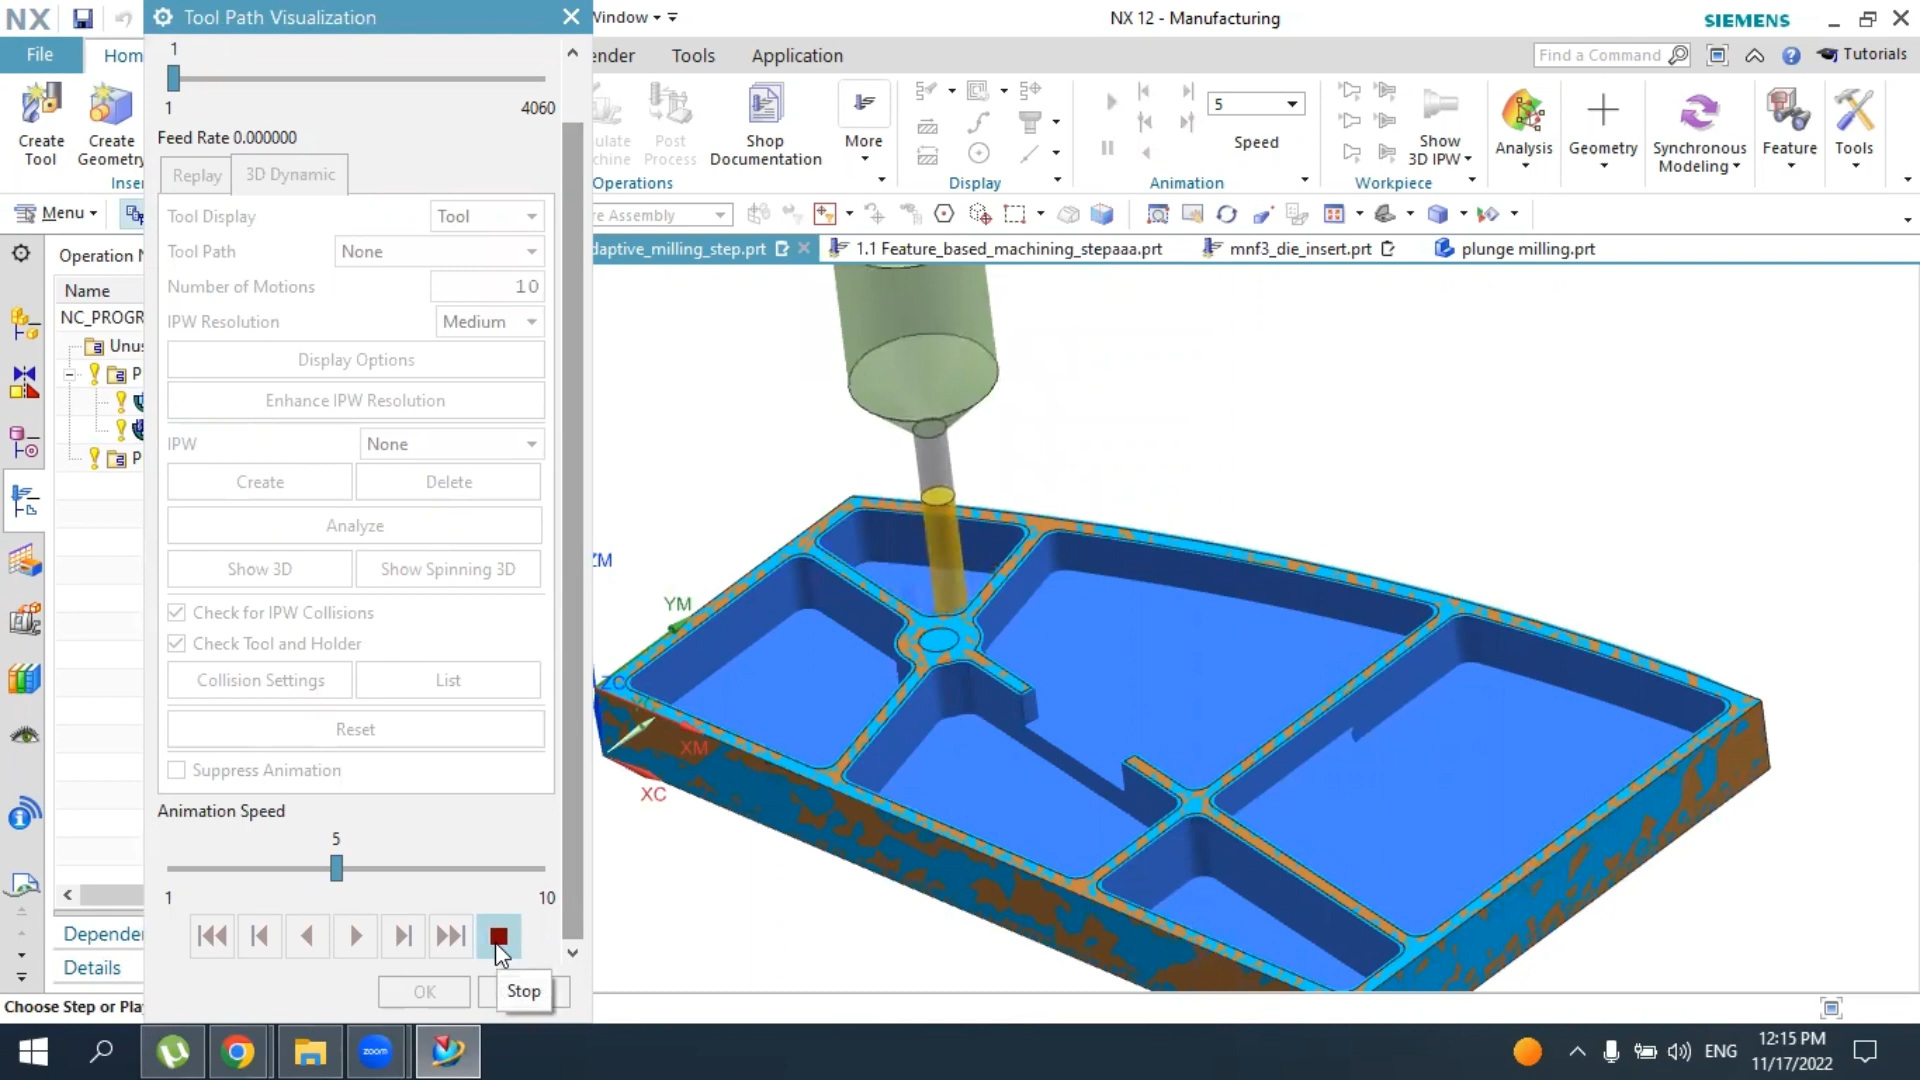 NX
Tool Path Visualization
Window
NX 12 - Manufacturing
SIEMENS
File
Hom
ender
Tools
Application
Find a Command
Tutorials
1
1
4060
Feed Rate 0.000000
Replay
3D Dynamic
Tool Display
Tool
Tool Path
None
Number of Motions
10
IPW Resolution
Medium
Display Options
Enhance IPW Resolution
IPW
None
Create
Delete
Analyze
Show 3D
Show Spinning 3D
Check for IPW Collisions
Check Tool and Holder
Collision Settings
List
Reset
Suppress Animation
Animation Speed
5
1
10
OK
Stop
Create
Tool
Create
Geometry
Inser
ulate
chine
Post
Process
Shop
Documentation
More
Operations
Display
5
Speed
Animation
Show
3D IPW
Workpiece
Analysis
Geometry
Synchronous
Modeling
Feature
Tools
Menu
re Assembly
daptive_milling_step.prt
1.1 Feature_based_machining_stepaaa.prt
mnf3_die_insert.prt
plunge milling.prt
Operation N
Name
NC_PROGR
Unus
P
P
Depender
Details
Choose Step or Pla
ZM
YM
ZC
YC
XM
XC
zoom
ENG
12:15 PM
11/17/2022